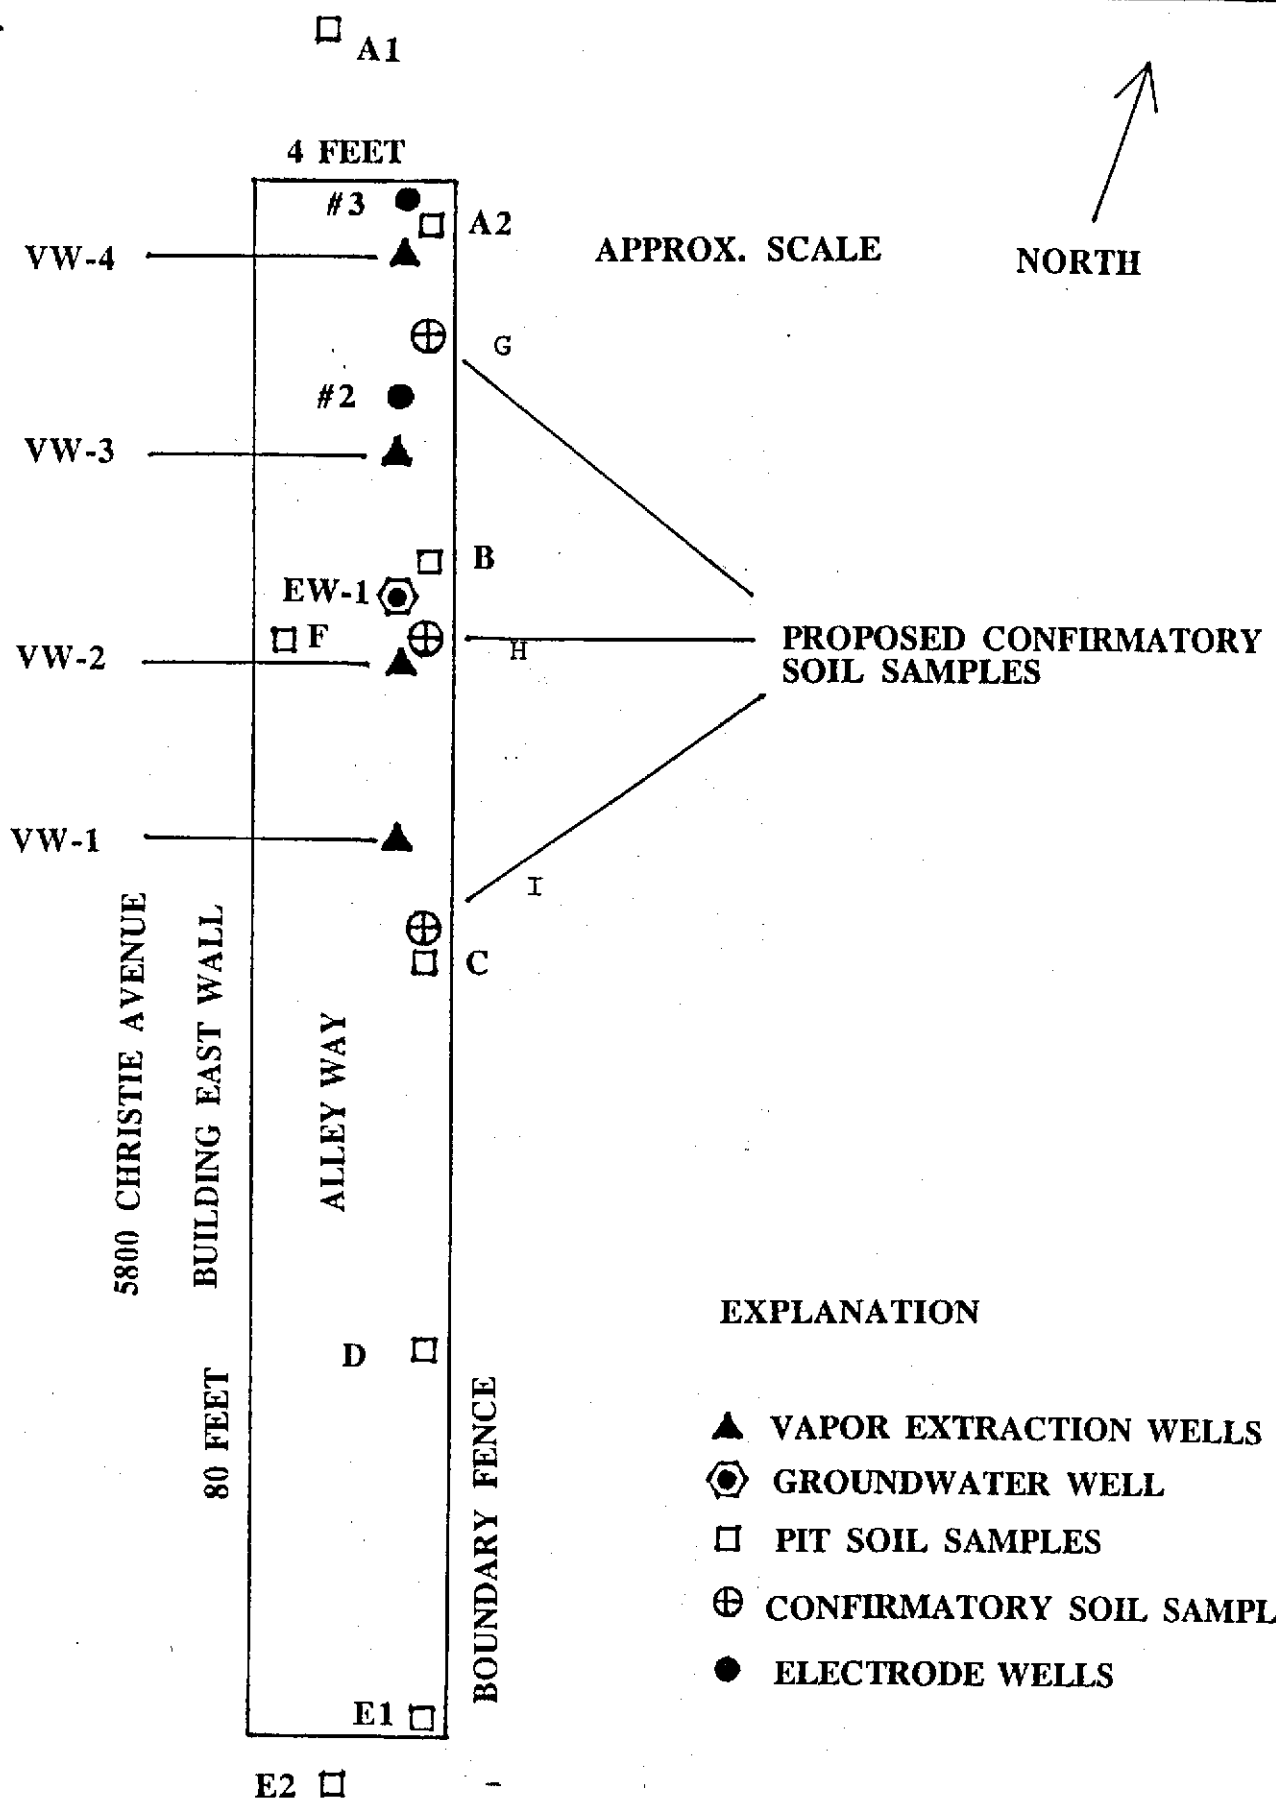 A1
4 FEET
#3
A2
VW-4
APPROX. SCALE
NORTH
G
#2
VW-3
B
EW-1
F
H
VW-2
PROPOSED CONFIRMATORY
SOIL SAMPLES
VW-1
I
C
5800 CHRISTIE AVENUE
BUILDING EAST WALL
ALLEY WAY
80 FEET
D
BOUNDARY FENCE
E1
E2
EXPLANATION
VAPOR EXTRACTION WELLS
GROUNDWATER WELL
PIT SOIL SAMPLES
CONFIRMATORY SOIL SAMPL
ELECTRODE WELLS